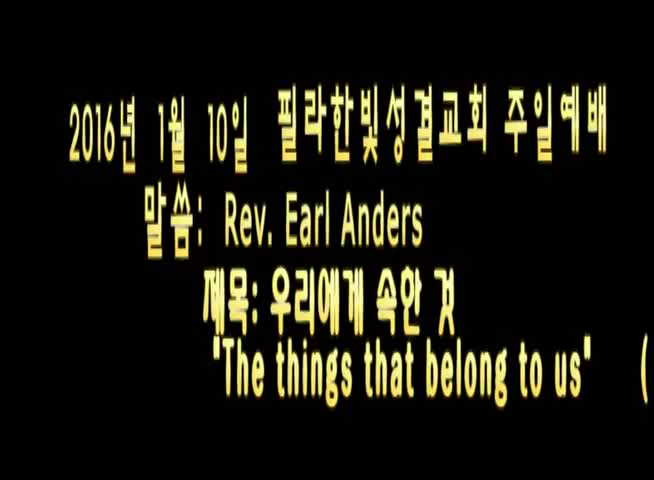 2016년 1월 10일 필라한빛성결교회 주일예배
말씀: Rev. Earl Anders
제목: 우리에게 속한 것
"The things that belong to us" (